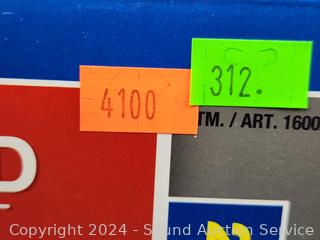 312.
4100
TM. / ART. 1600
D
Copyright 2024 - Sound Auction Service